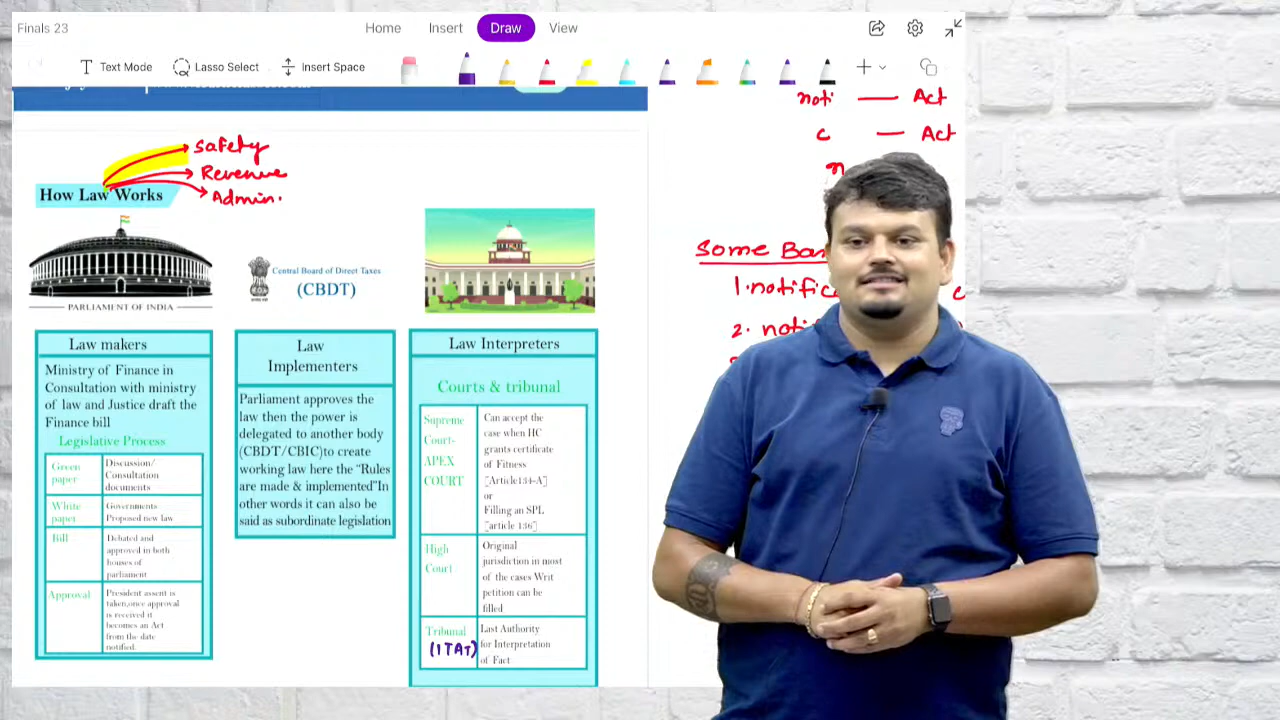 Finals 23
Home
Insert
Draw
View
Text Mode
Lasso Select
Insert Space
noti — Act
c — Act
Safety
Revenue
Admin.
How Law Works
PARLIAMENT OF INDIA
Central Board of Direct Taxes
(CBDT)
Law makers
Ministry of Finance in
Consultation with ministry
of law and Justice draft the
Finance bill
Legislative Process
Green
paper
Discussion/
Consultation
documents
White
paper
Governments
Proposed new law
Bill
Debated and
approved in both
houses of
parliament
Approval
President assent is
taken,once approval
is received it
becomes an Act
from the date
notified.
Law
Implementers
Parliament approves the
law then the power is
delegated to another body
(CBDT/CBIC)to create
working law here the "Rules
are made & implemented"In
other words it can also be
said as subordinate legislation
Law Interpreters
Courts & tribunal
Supreme
Court-
APEX
COURT
Can accept the
case when HC
grants certificate
of Fitness
[Article134-A]
or
Filling an SPL
[article 136]
High
Court
Original
jurisdiction in most
of the cases Writ
petition can be
filled
Tribunal
(ITAT)
Last Authority
for Interpretation
of Fact
Some
1.
2.